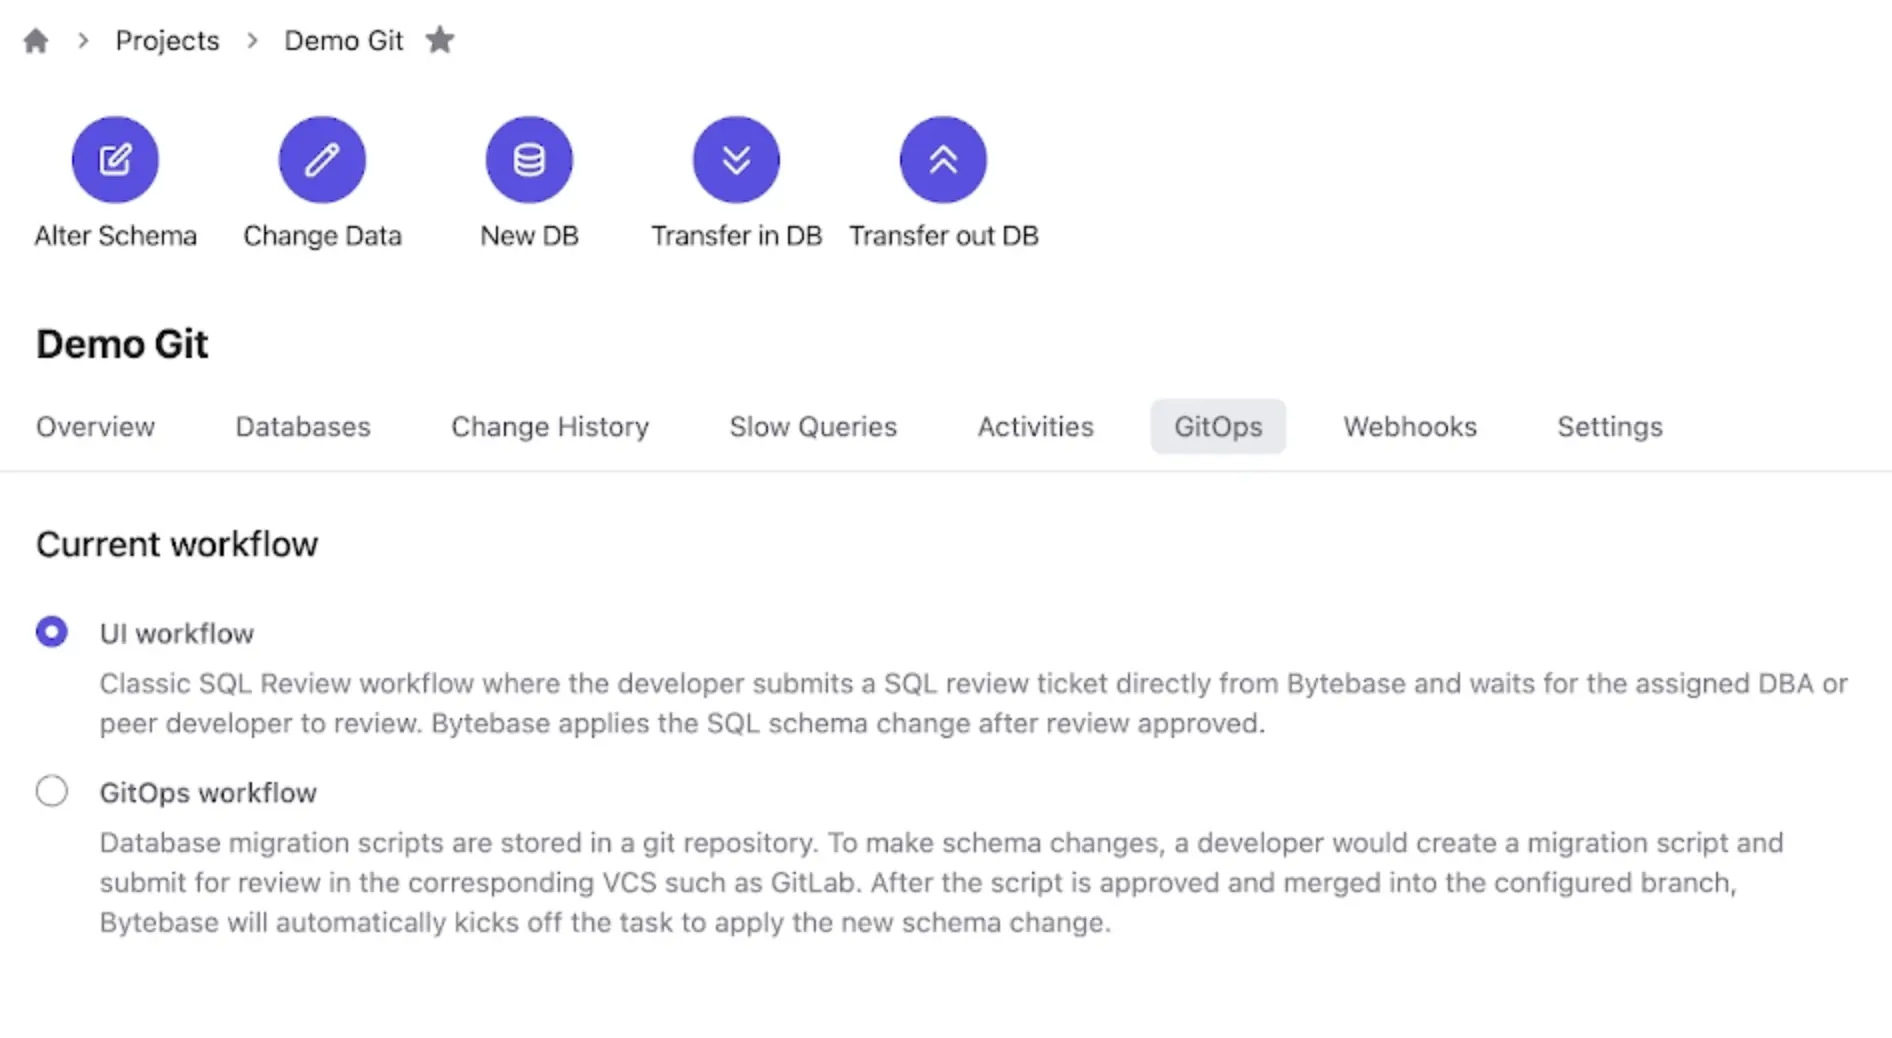 Projects > Demo Git
Alter Schema Change Data New DB Transfer in DB Transfer out DB
Demo Git
Overview Databases Change History Slow Queries Activities GitOps Webhooks Settings
Current workflow
UI workflow
Classic SQL Review workflow where the developer submits a SQL review ticket directly from Bytebase and waits for the assigned DBA or
peer developer to review. Bytebase applies the SQL schema change after review approved.
GitOps workflow
Database migration scripts are stored in a git repository. To make schema changes, a developer would create a migration script and
submit for review in the corresponding VCS such as GitLab. After the script is approved and merged into the configured branch,
Bytebase will automatically kicks off the task to apply the new schema change.